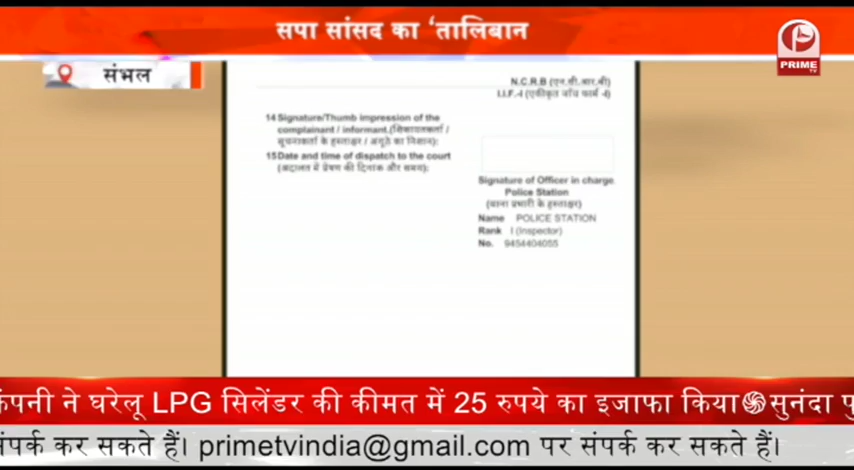 सपा सांसद का 'तालिबान
PRIME
TV
संभल
N.C.R.B (एन.सी.आर.बी)
I.I.F.-I (एकीकृत जाँच फार्म -I)
14 Signature/Thumb impression of the
complainant / informant.(शिकायतकर्ता /
सूचनाकर्ता के हस्ताक्षर / अंगूठे का निशान):
15 Date and time of dispatch to the court
(अदालत में प्रेषण की दिनांक और समय):
Signature of Officer in charge
Police Station
(थाना प्रभारी के हस्ताक्षर)
Name POLICE STATION
Rank I (Inspector)
No. 9454404055
कंपनी ने घरेलू LPG सिलेंडर की कीमत में 25 रुपये का इजाफा किया सुनंदा पु
संपर्क कर सकते हैं। primetvindia@gmail.com पर संपर्क कर सकते हैं।